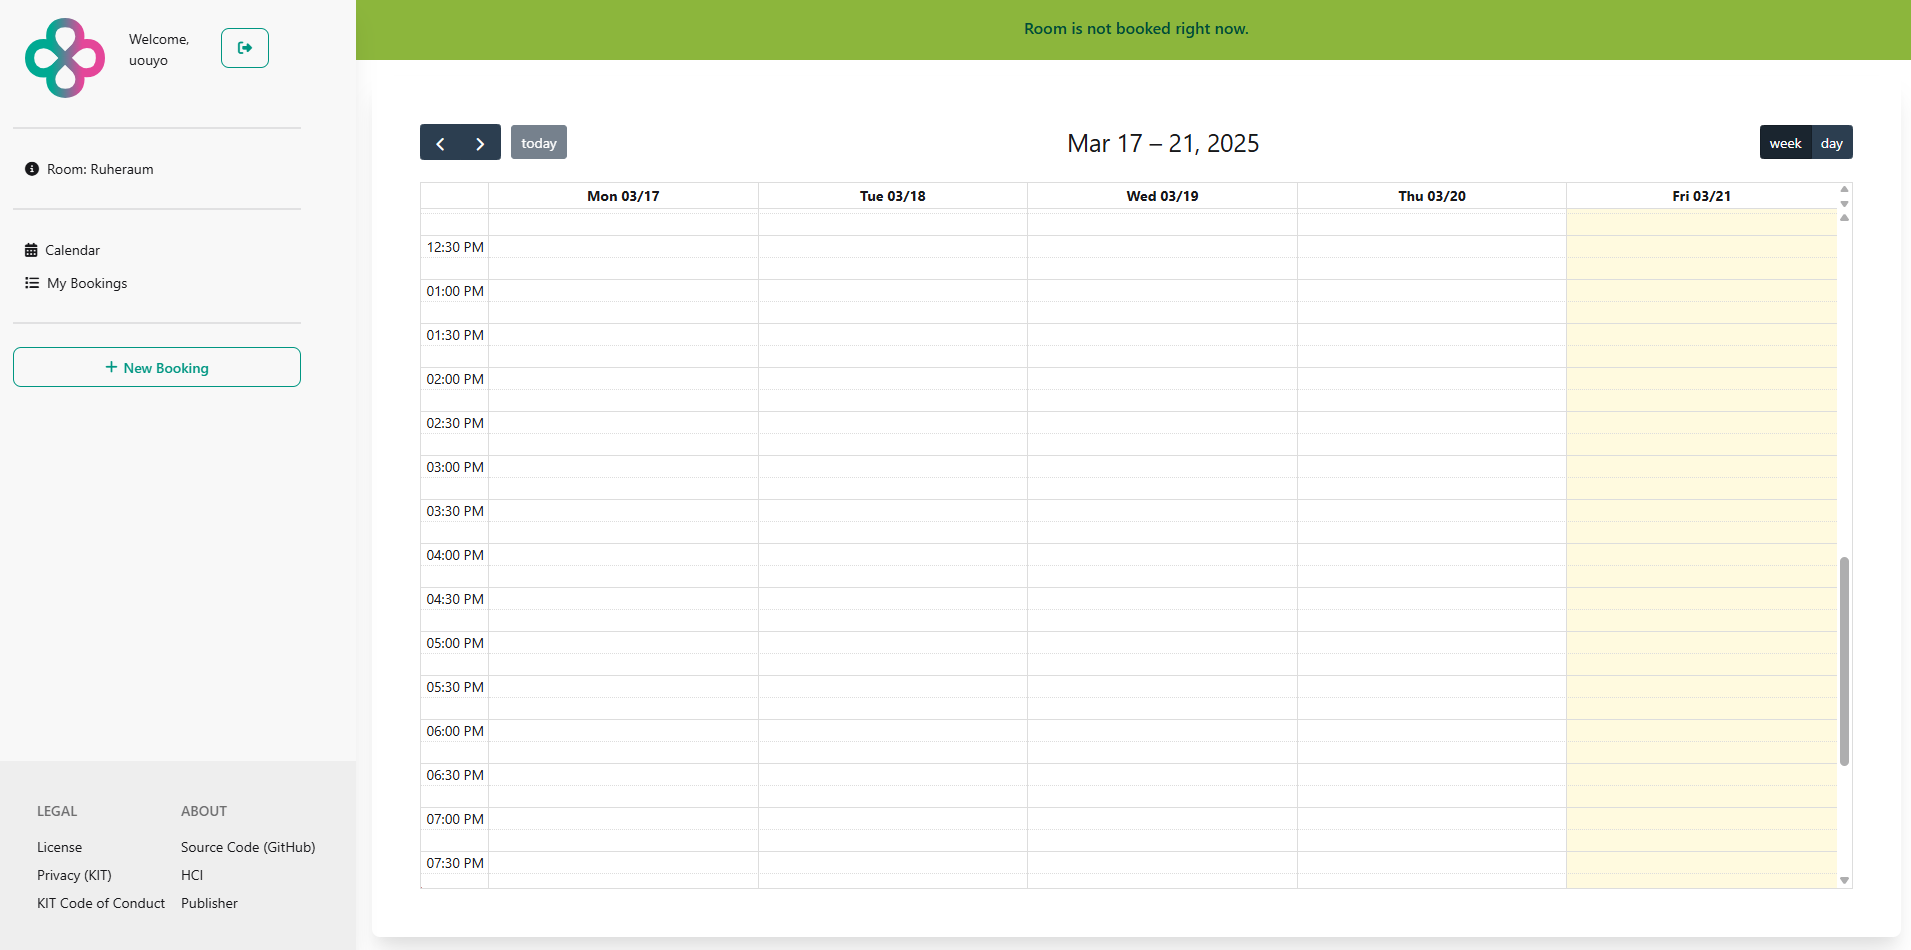 Welcome,
uouyo
Room: Ruheraum
Calendar
My Bookings
New Booking
LEGAL
License
Privacy (KIT)
KIT Code of Conduct
ABOUT
Source Code (GitHub)
HCI
Publisher
Room is not booked right now.
today
Mar 17 – 21, 2025
week day
Mon 03/17 Tue 03/18 Wed 03/19 Thu 03/20 Fri 03/21
12:30 PM
01:00 PM
01:30 PM
02:00 PM
02:30 PM
03:00 PM
03:30 PM
04:00 PM
04:30 PM
05:00 PM
05:30 PM
06:00 PM
06:30 PM
07:00 PM
07:30 PM